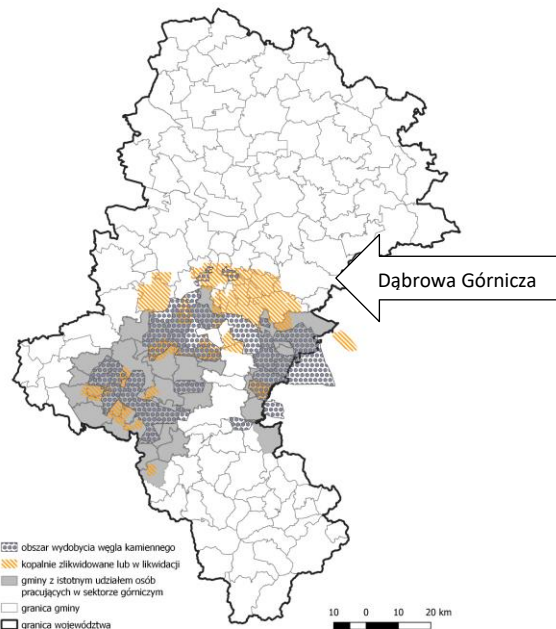 Dąbrowa Górnicza
obszar wydobycia węgla kamiennego
kopalnie zlikwidowane lub w likwidacji
gminy z istotnym udziałem osób
pracujących w sektorze górniczym
granica gminy
granica województwa
10 0 10 20 km